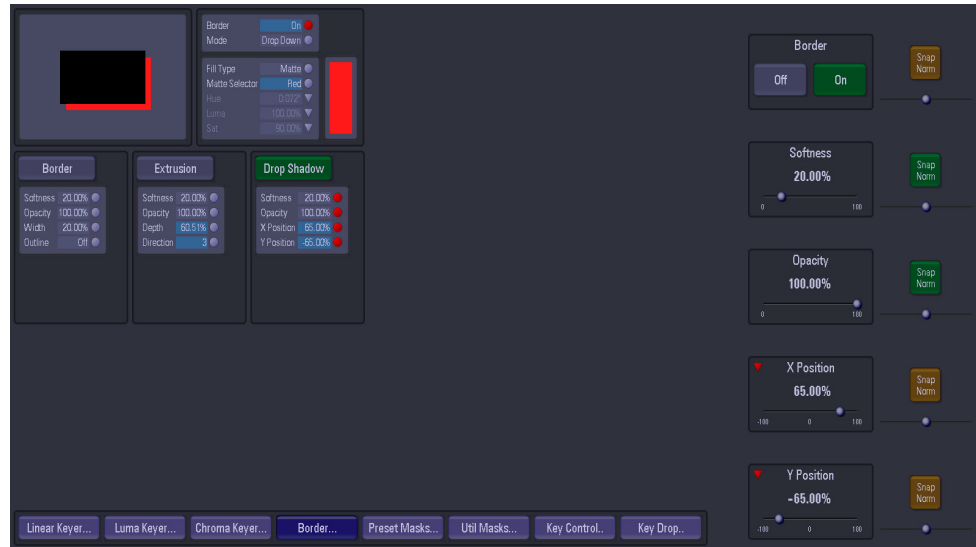 Border On
Mode Drop Down
Fill Type Matte
Matte Selector Red
Hue 0.072°
Luma 100.00%
Sat 90.00%
Border
Softness 20.00%
Opacity 100.00%
Width 20.00%
Outline Off
Extrusion
Softness 20.00%
Opacity 100.00%
Depth 60.51%
Direction 3
Drop Shadow
Softness 20.00%
Opacity 100.00%
X Position 65.00%
Y Position -65.00%
Border
Off On
Snap
Norm
Softness
20.00%
0 100
Snap
Norm
Opacity
100.00%
0 100
Snap
Norm
X Position
65.00%
-100 0 100
Snap
Norm
Y Position
-65.00%
-100 0 100
Snap
Norm
Linear Keyer... Luma Keyer... Chroma Keyer... Border... Preset Masks... Util Masks... Key Control.. Key Drop..